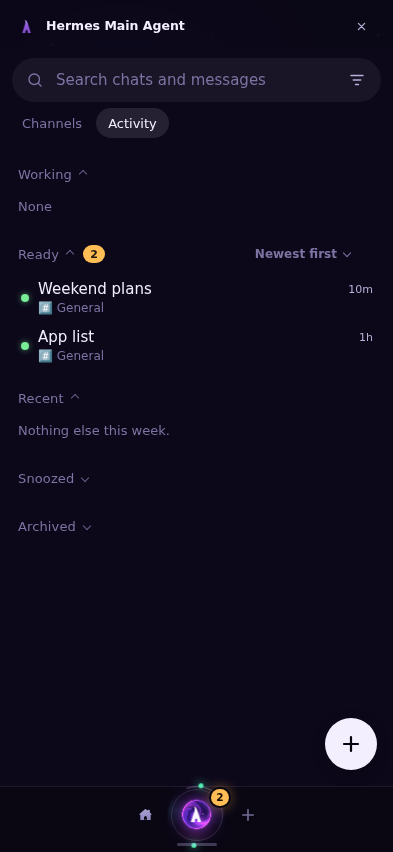 Hermes Main Agent
Search chats and messages
Channels Activity
Working
None
Ready 2 Newest first
Weekend plans 10m
#️⃣ General
App list 1h
#️⃣ General
Recent
Nothing else this week.
Snoozed
Archived
2